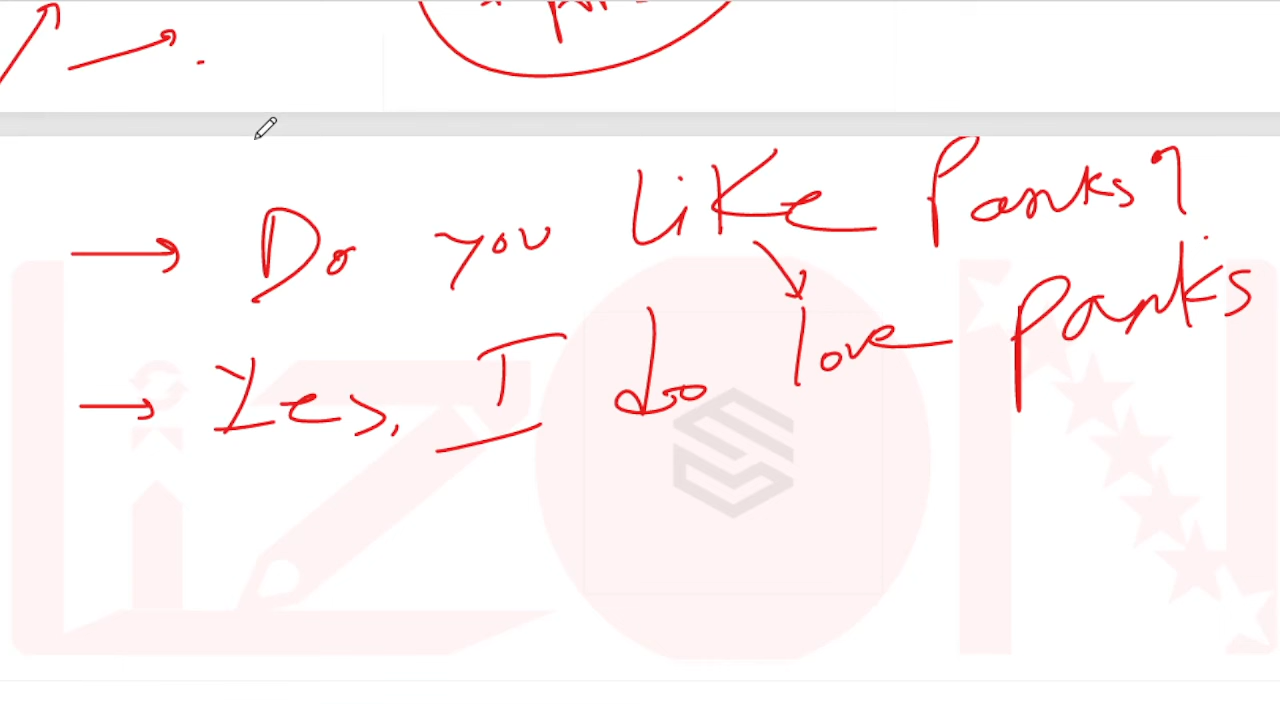 → Do you Like Parks?
→ Yes, I do love parks